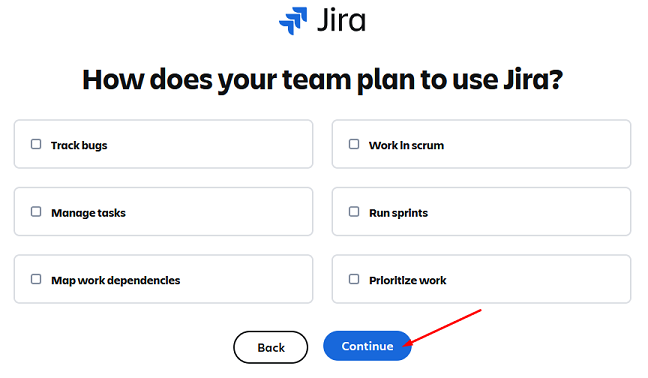 Jira
How does your team plan to use Jira?
Track bugs
Work in scrum
Manage tasks
Run sprints
Map work dependencies
Prioritize work
Back
Continue